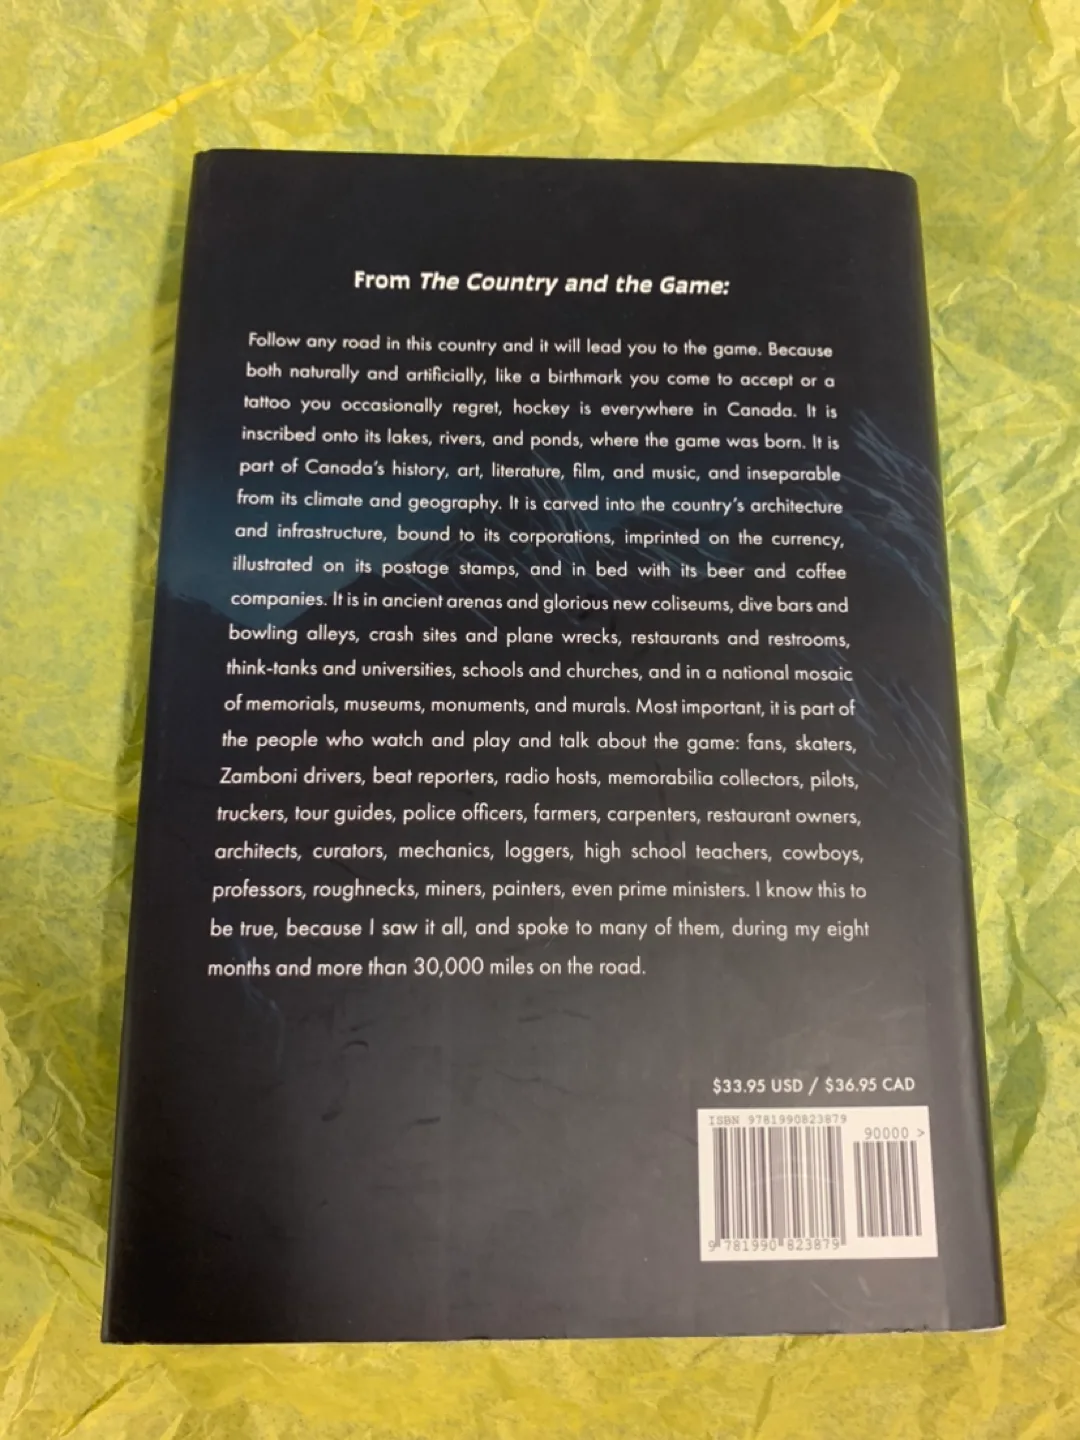 From The Country and the Game:
Follow any road in this country and it will lead you to the game. Because
both naturally and artificially, like a birthmark you come to accept or a
tattoo you occasionally regret, hockey is everywhere in Canada. It is
inscribed onto its lakes, rivers, and ponds, where the game was born. It is
part of Canada's history, art, literature, film, and music, and inseparable
from its climate and geography. It is carved into the country's architecture
and infrastructure, bound to its corporations, imprinted on the currency,
illustrated on its postage stamps, and in bed with its beer and coffee
companies. It is in ancient arenas and glorious new coliseums, dive bars and
bowling alleys, crash sites and plane wrecks, restaurants and restrooms,
think-tanks and universities, schools and churches, and in a national mosaic
of memorials, museums, monuments, and murals. Most important, it is part of
the people who watch and play and talk about the game: fans, skaters,
Zamboni drivers, beat reporters, radio hosts, memorabilia collectors, pilots,
truckers, tour guides, police officers, farmers, carpenters, restaurant owners,
architects, curators, mechanics, loggers, high school teachers, cowboys,
professors, roughnecks, miners, painters, even prime ministers. I know this to
be true, because I saw it all, and spoke to many of them, during my eight
months and more than 30,000 miles on the road.
$33.95 USD / $36.95 CAD
ISBN 9781990823879
90000 >
9 781990 823879